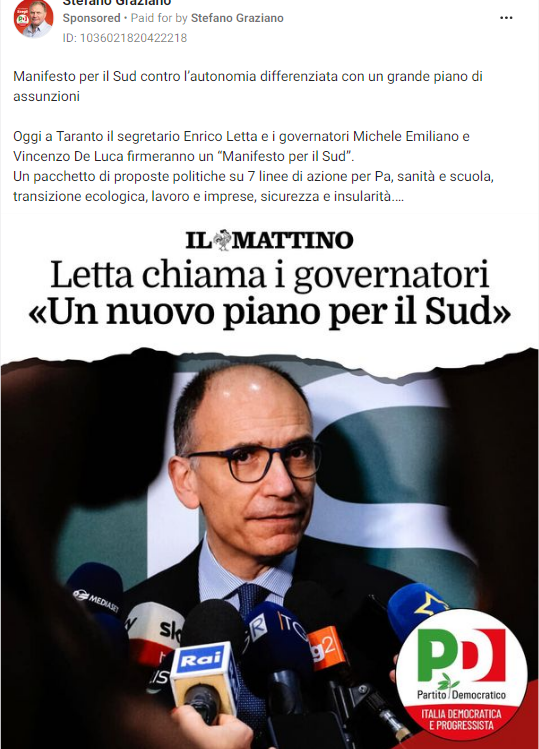 Stefano Graziano
Sponsored • Paid for by Stefano Graziano
ID: 1036021820422218
Manifesto per il Sud contro l'autonomia differenziata con un grande piano di
assunzioni
Oggi a Taranto il segretario Enrico Letta e i governatori Michele Emiliano e
Vincenzo De Luca firmeranno un “Manifesto per il Sud”.
Un pacchetto di proposte politiche su 7 linee di azione per Pa, sanità e scuola,
transizione ecologica, lavoro e imprese, sicurezza e insularità....
IL MATTINO
Letta chiama i governatori
«Un nuovo piano per il Sud»
MEDIASET
sky
Rai
g2
PD
Partito Democratico
ITALIA DEMOCRATICA
E PROGRESSISTA